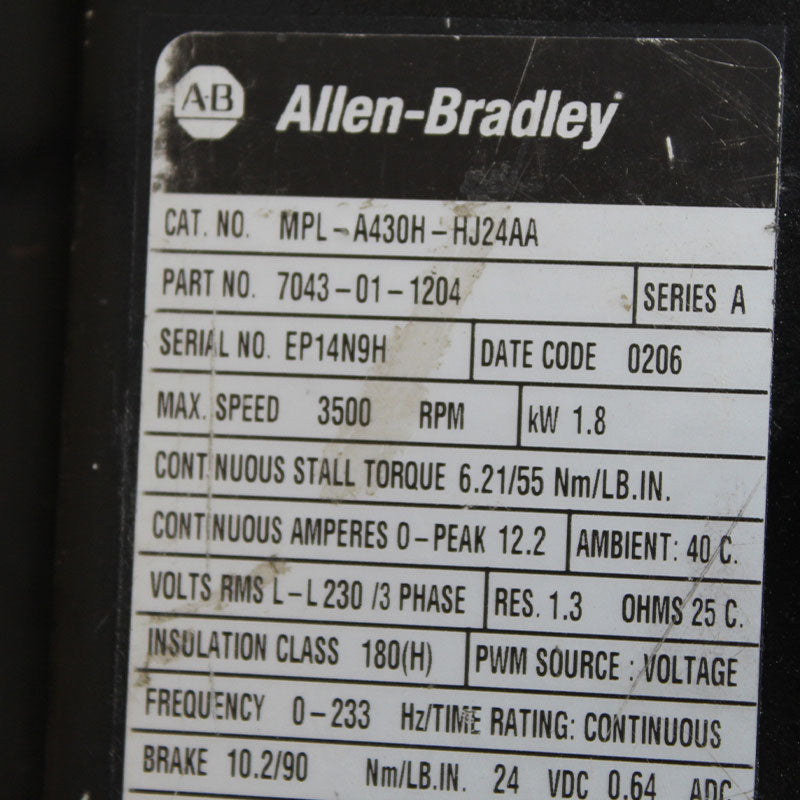 A·B Allen-Bradley
CAT. NO. MPL-A430H-HJ24AA
PART NO. 7043-01-1204 SERIES A
SERIAL NO. EP14N9H DATE CODE 0206
MAX. SPEED 3500 RPM kW 1.8
CONTINUOUS STALL TORQUE 6.21/55 Nm/LB.IN.
CONTINUOUS AMPERES 0-PEAK 12.2 AMBIENT: 40 C.
VOLTS RMS L-L 230 /3 PHASE RES. 1.3 OHMS 25 C.
INSULATION CLASS 180(H) PWM SOURCE : VOLTAGE
FREQUENCY 0-233 Hz/TIME RATING: CONTINUOUS
BRAKE 10.2/90 Nm/LB.IN. 24 VDC 0.64 ADC